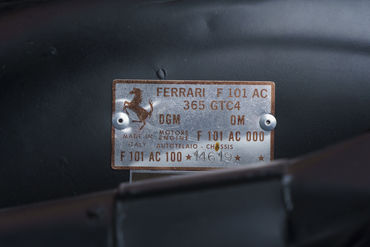 FERRARI F 101 AC
365 GTC4
DGM OM
MADE IN MOTORE ENGINE F 101 AC 000
ITALY AUTOTELAIO - CHASSIS
F 101 AC 100 ★14619★